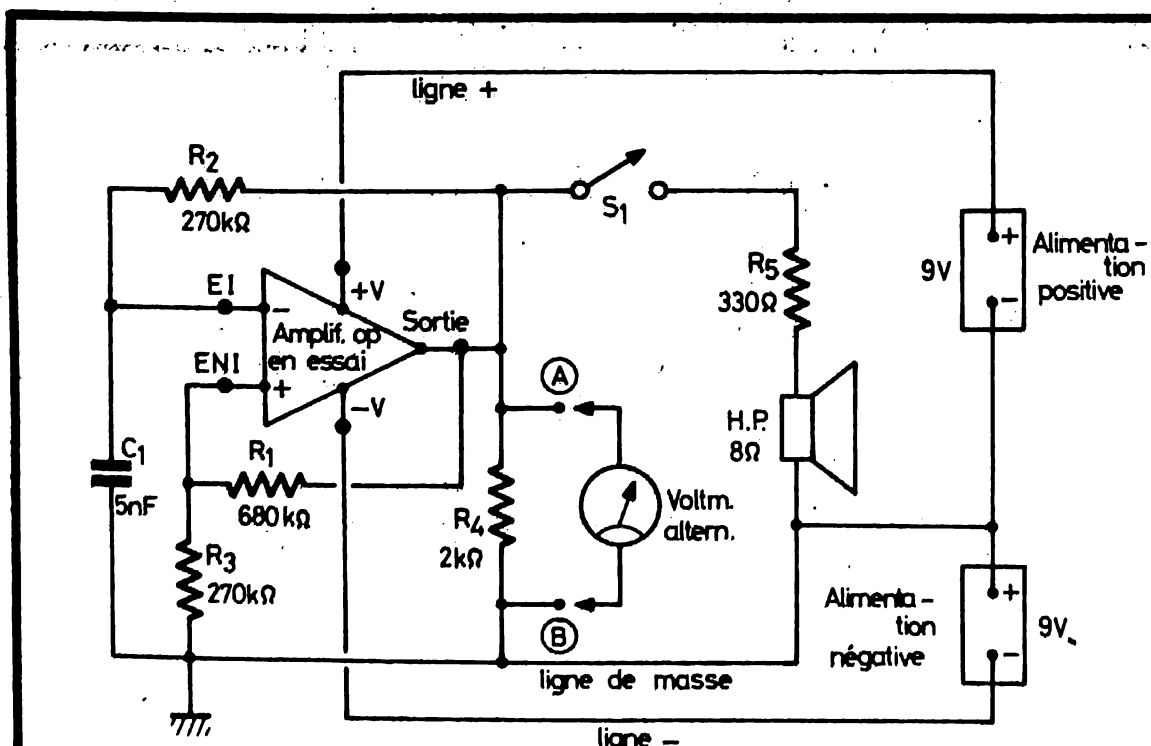 ligne +
R2
270kΩ
S1
R5
330Ω
9V
+
Alimenta-
tion
positive
-
EI
-
+V
Amplif. op
en essai
Sortie
ENI
+
-V
A
H.P.
8Ω
C1
5nF
R1
680kΩ
R4
2kΩ
Voltm.
altern.
R3
270kΩ
B
Alimenta-
tion
négative
+
9V
-
ligne de masse
ligne -